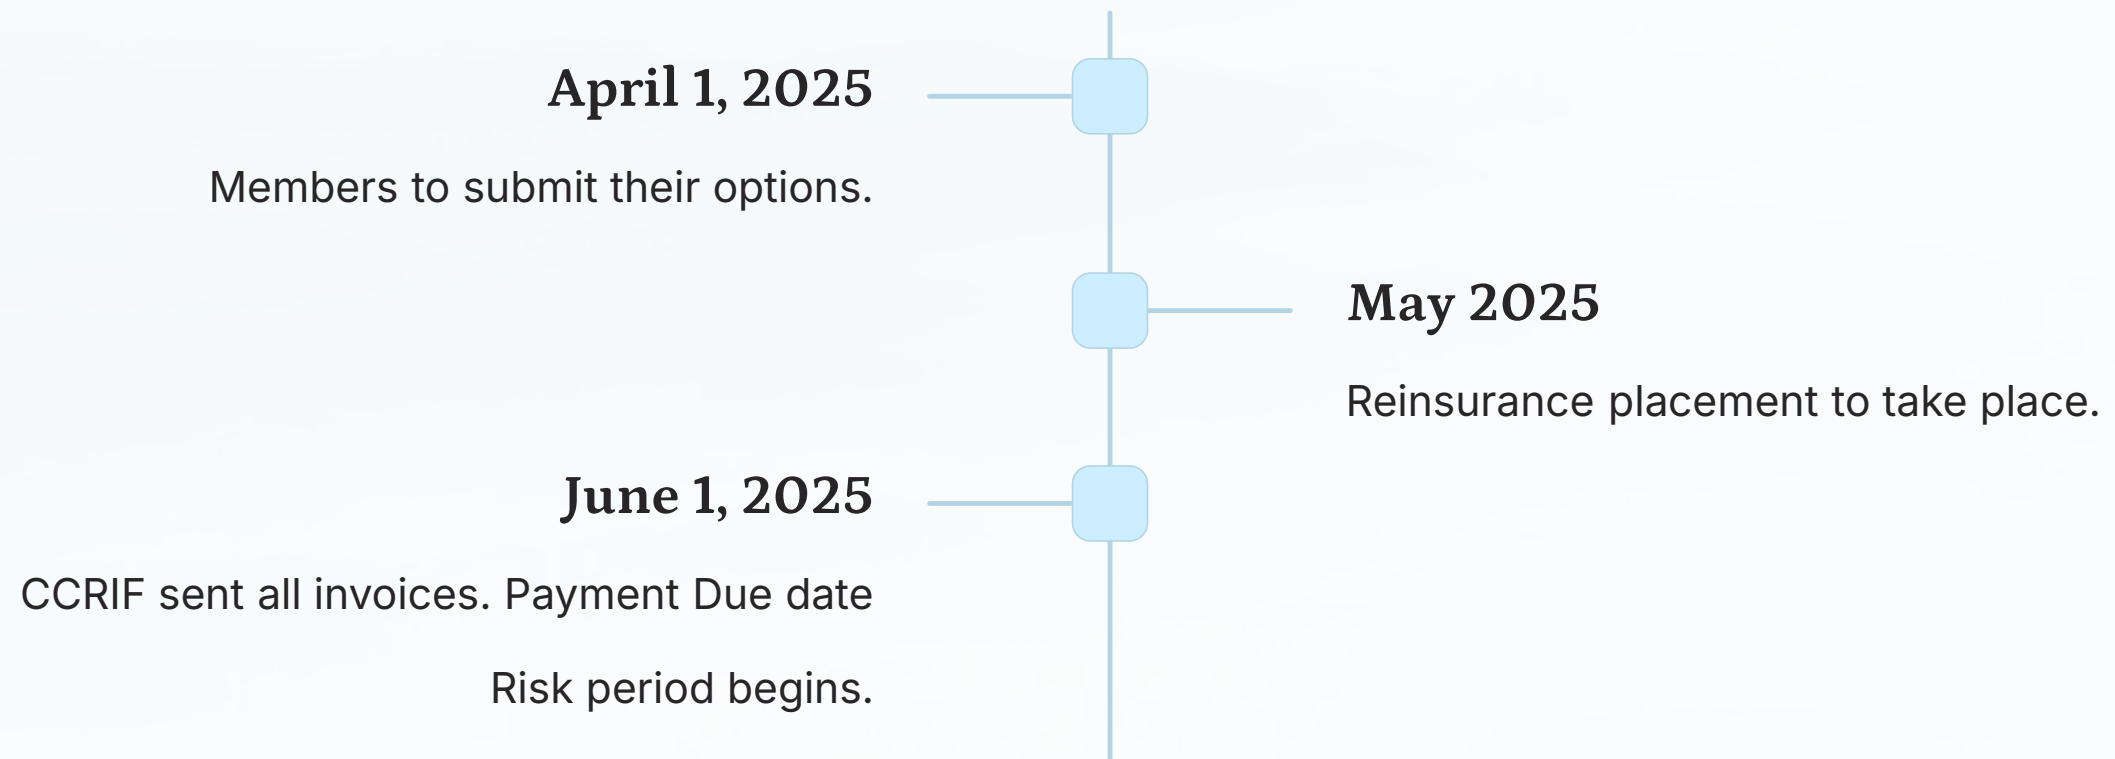 April 1, 2025
Members to submit their options.
May 2025
Reinsurance placement to take place.
June 1, 2025
CCRIF sent all invoices. Payment Due date
Risk period begins.